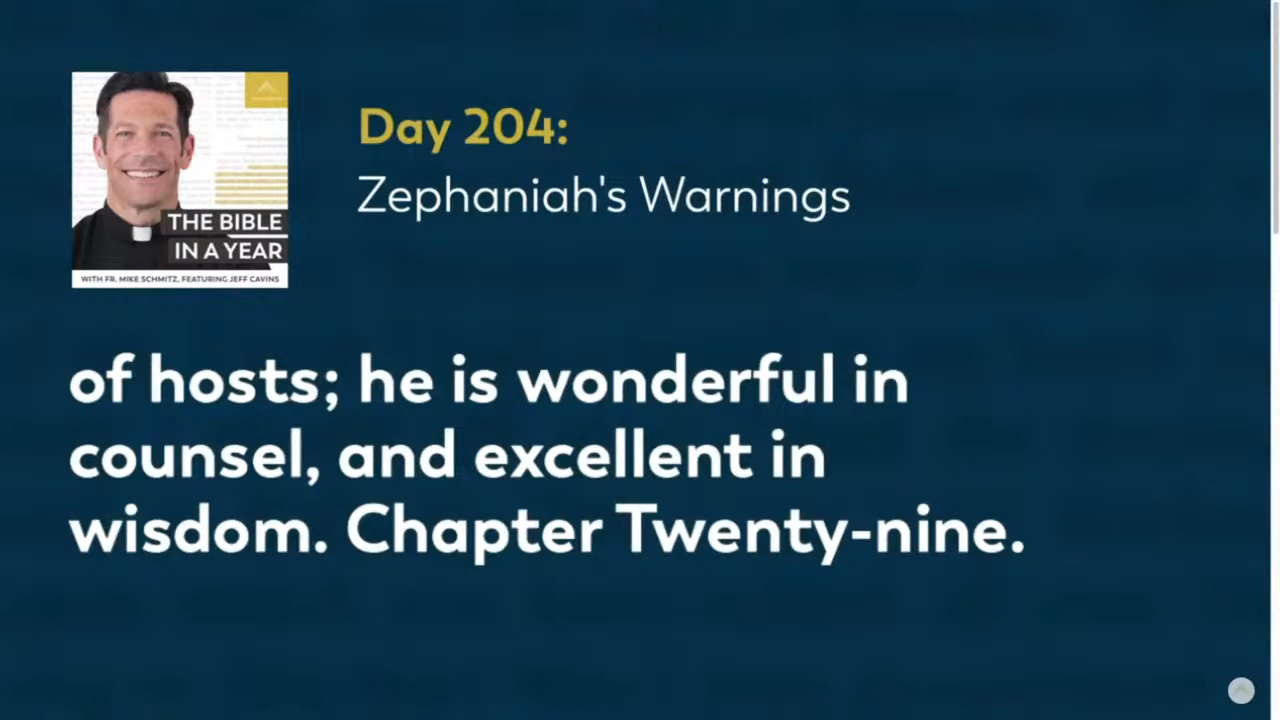 Day 204:
Zephaniah's Warnings
THE BIBLE
IN A YEAR
WITH FR. MIKE SCHMITZ, FEATURING JEFF CAVINS
of hosts; he is wonderful in
counsel, and excellent in
wisdom. Chapter Twenty-nine.